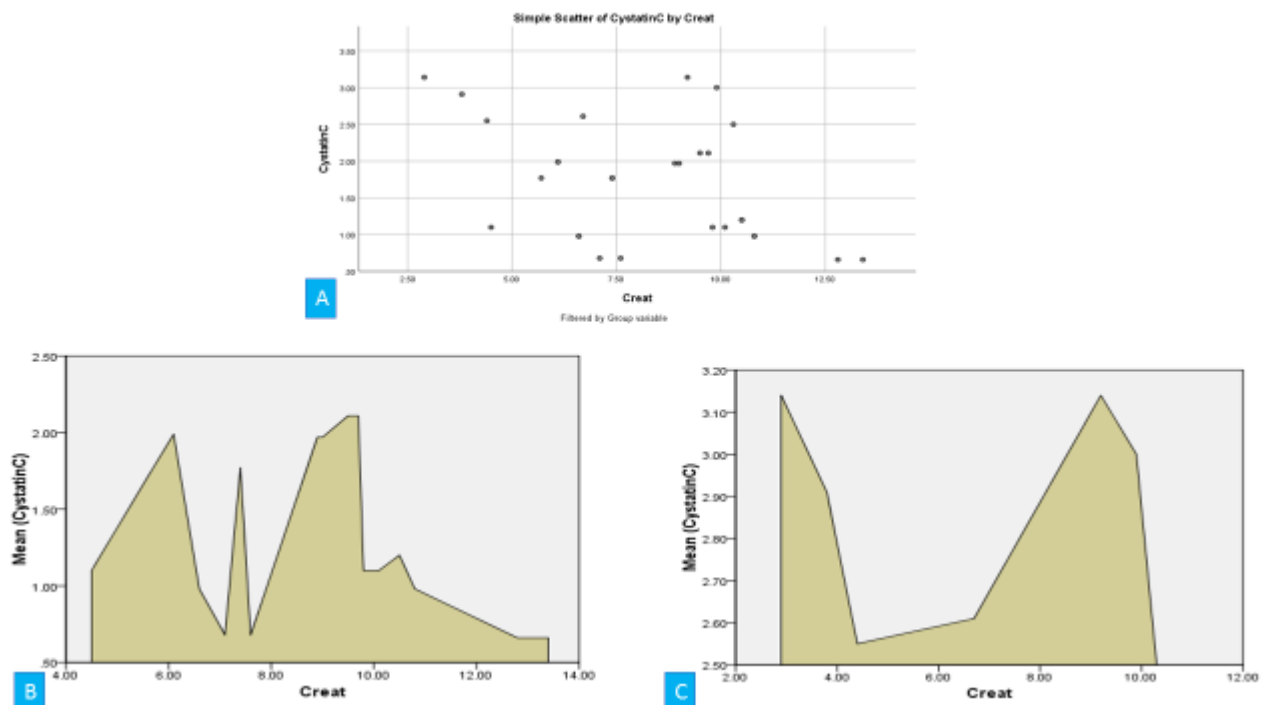 Simple Scatter of CystatinC by Creat
3.50
3.00
2.50
2.00
1.50
1.00
CystatinC
2.50 5.00 7.50 10.00 12.50
Creat
Filtered by Group variable
A
2.50
2.00
1.50
1.00
.50
Mean (CystatinC)
4.00 6.00 8.00 10.00 12.00 14.00
Creat
B
3.20
3.10
3.00
2.90
2.80
2.70
2.60
2.50
Mean (CystatinC)
2.00 4.00 6.00 8.00 10.00 12.00
Creat
C